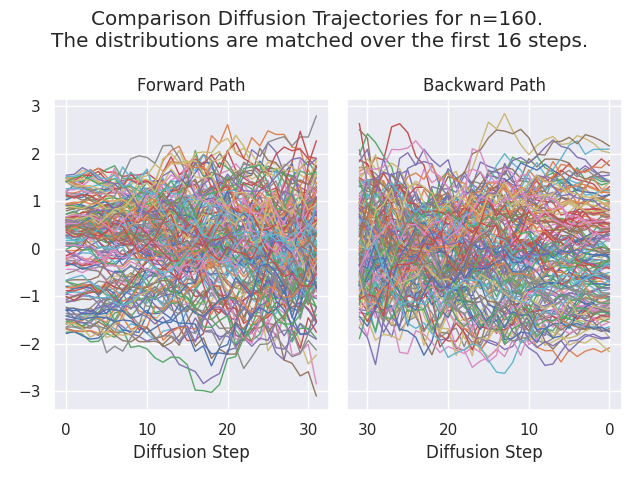 Comparison Diffusion Trajectories for n=160.
The distributions are matched over the first 16 steps.
Forward Path
Backward Path
3
2
1
0
−1
−2
−3
0 10 20 30
30 20 10 0
Diffusion Step
Diffusion Step